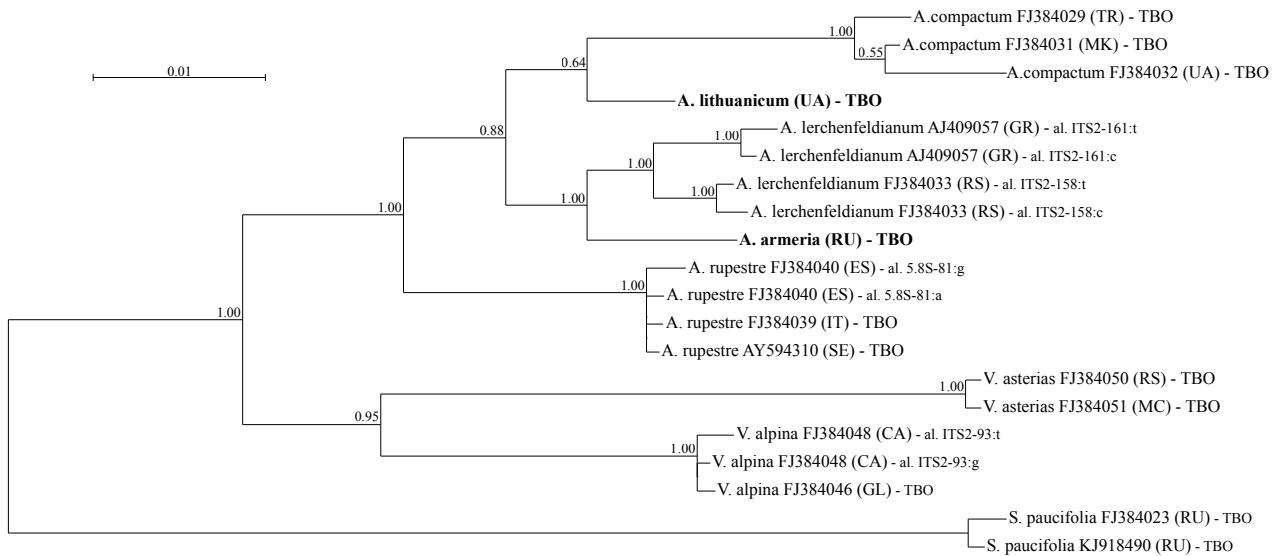 A.compactum FJ384029 (TR) - TBO
1.00
A.compactum FJ384031 (MK) - TBO
0.55
0.64
0.01
A.compactum FJ384032 (UA) - TBO
A. lithuanicum (UA) - TBO
0.88
A. lerchenfeldianum AJ409057 (GR) - al. ITS2-161:t
1.00
A. lerchenfeldianum AJ409057 (GR) - al. ITS2-161:c
1.00
A. lerchenfeldianum FJ384033 (RS) - al. ITS2-158:t
1.00
1.00
1.00
A. lerchenfeldianum FJ384033 (RS) - al. ITS2-158:c
A. armeria (RU) - TBO
A. rupestre FJ384040 (ES) - al. 5.8S-81:g
1.00
A. rupestre FJ384040 (ES) - al. 5.8S-81:a
1.00
A. rupestre FJ384039 (IT) - TBO
A. rupestre AY594310 (SE) - TBO
V. asterias FJ384050 (RS) - TBO
1.00
V. asterias FJ384051 (MC) - TBO
0.95
V. alpina FJ384048 (CA) - al. ITS2-93:t
1.00
V. alpina FJ384048 (CA) - al. ITS2-93:g
V. alpina FJ384046 (GL) - TBO
S. paucifolia FJ384023 (RU) - TBO
S. paucifolia KJ918490 (RU) - TBO